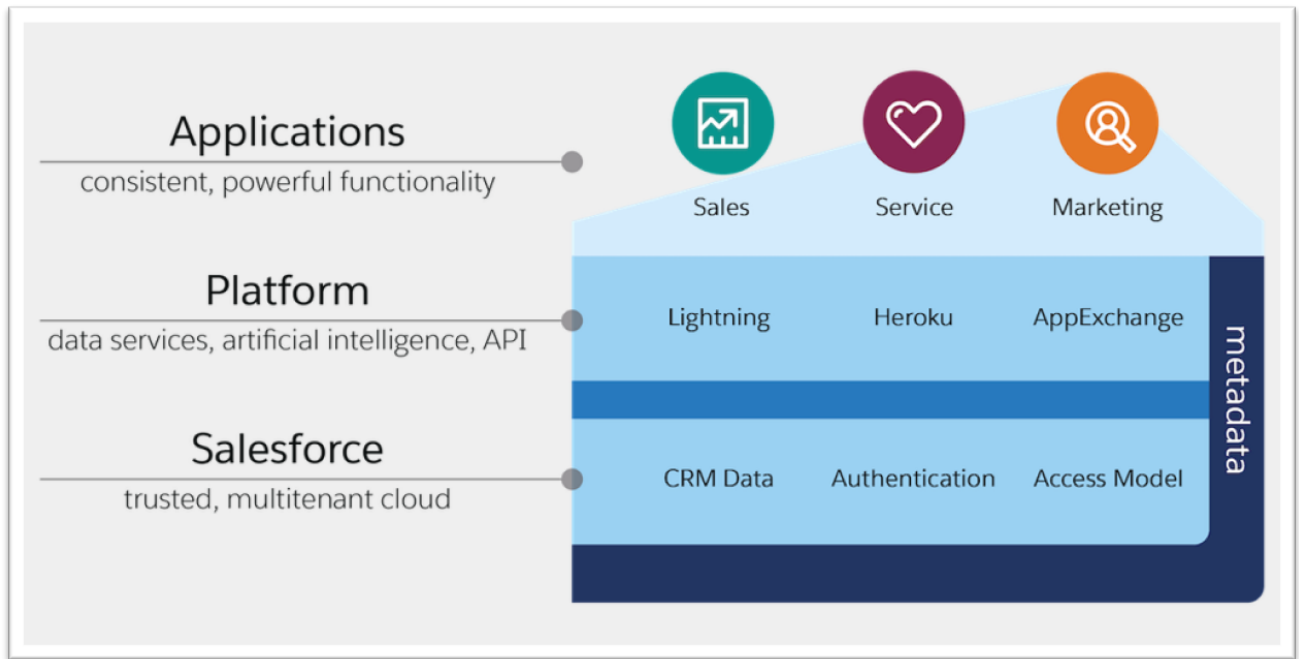 Applications
consistent, powerful functionality
Sales
Service
Marketing
Platform
data services, artificial intelligence, API
Lightning
Heroku
AppExchange
Salesforce
trusted, multitenant cloud
CRM Data
Authentication
Access Model
metadata